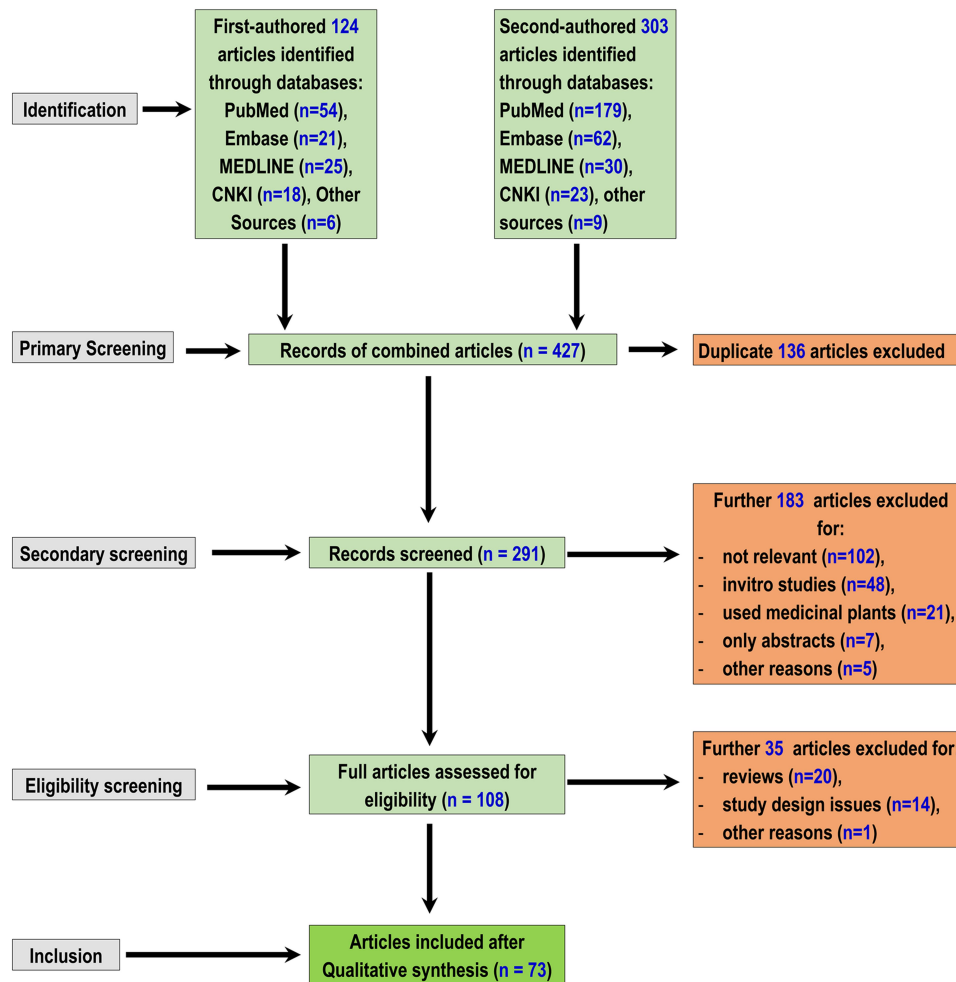 First-authored 124
articles identified
through databases:
PubMed (n=54),
Embase (n=21),
MEDLINE (n=25),
CNKI (n=18), Other
Sources (n=6)
Second-authored 303
articles identified
through databases:
PubMed (n=179),
Embase (n=62),
MEDLINE (n=30),
CNKI (n=23), other
sources (n=9)
Identification
Primary Screening
Records of combined articles (n = 427)
Duplicate 136 articles excluded
Secondary screening
Records screened (n = 291)
Further 183 articles excluded
for:
- not relevant (n=102),
- invitro studies (n=48),
- used medicinal plants (n=21),
- only abstracts (n=7),
- other reasons (n=5)
Eligibility screening
Full articles assessed for
eligibility (n = 108)
Further 35 articles excluded for
- reviews (n=20),
- study design issues (n=14),
- other reasons (n=1)
Inclusion
Articles included after
Qualitative synthesis (n = 73)